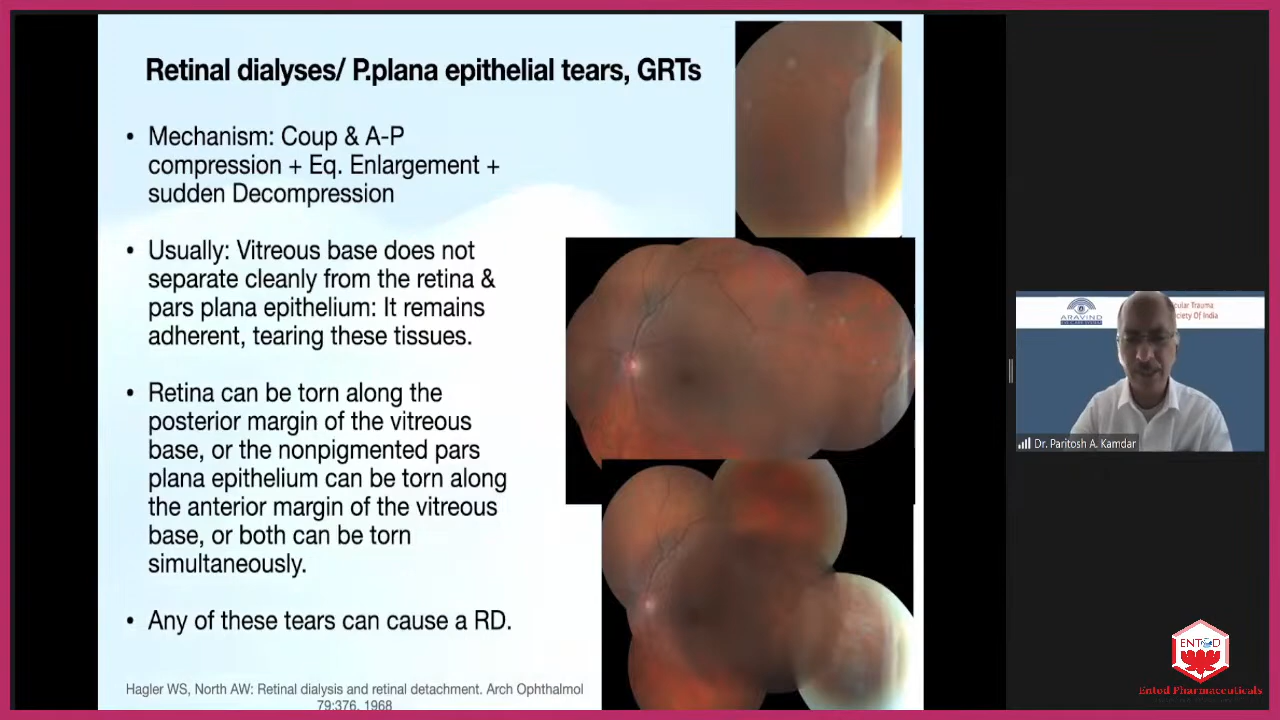 Retinal dialyses/ P.plana epithelial tears, GRTs
• Mechanism: Coup & A-P
compression + Eq. Enlargement +
sudden Decompression
• Usually: Vitreous base does not
separate cleanly from the retina &
pars plana epithelium: It remains
adherent, tearing these tissues.
• Retina can be torn along the
posterior margin of the vitreous
base, or the nonpigmented pars
plana epithelium can be torn along
the anterior margin of the vitreous
base, or both can be torn
simultaneously.
• Any of these tears can cause a RD.
Hagler WS, North AW: Retinal dialysis and retinal detachment. Arch Ophthalmol
79:376, 1968
ARAVIND
Trauma
Of India
Dr. Paritosh A. Kamdar
ENTOD
Entod Pharmaceuticals